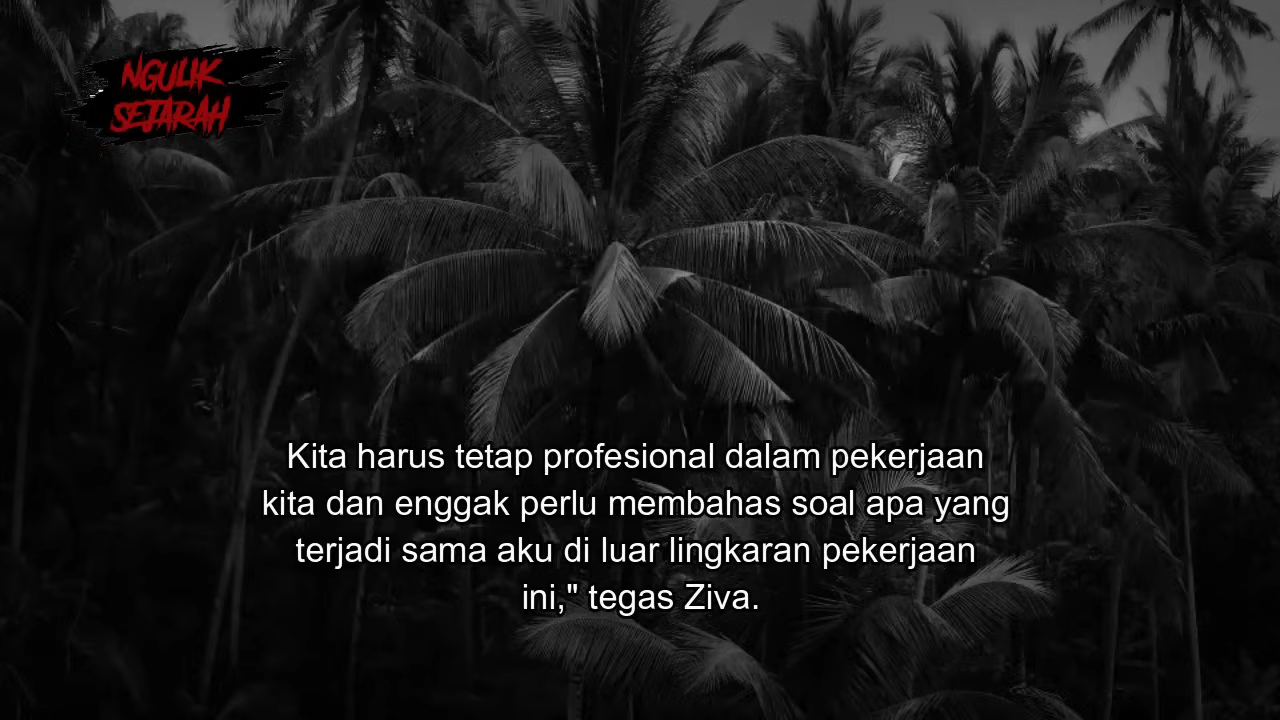 NGULIK
SEJARAH
Kita harus tetap profesional dalam pekerjaan
kita dan enggak perlu membahas soal apa yang
terjadi sama aku di luar lingkaran pekerjaan
ini," tegas Ziva.